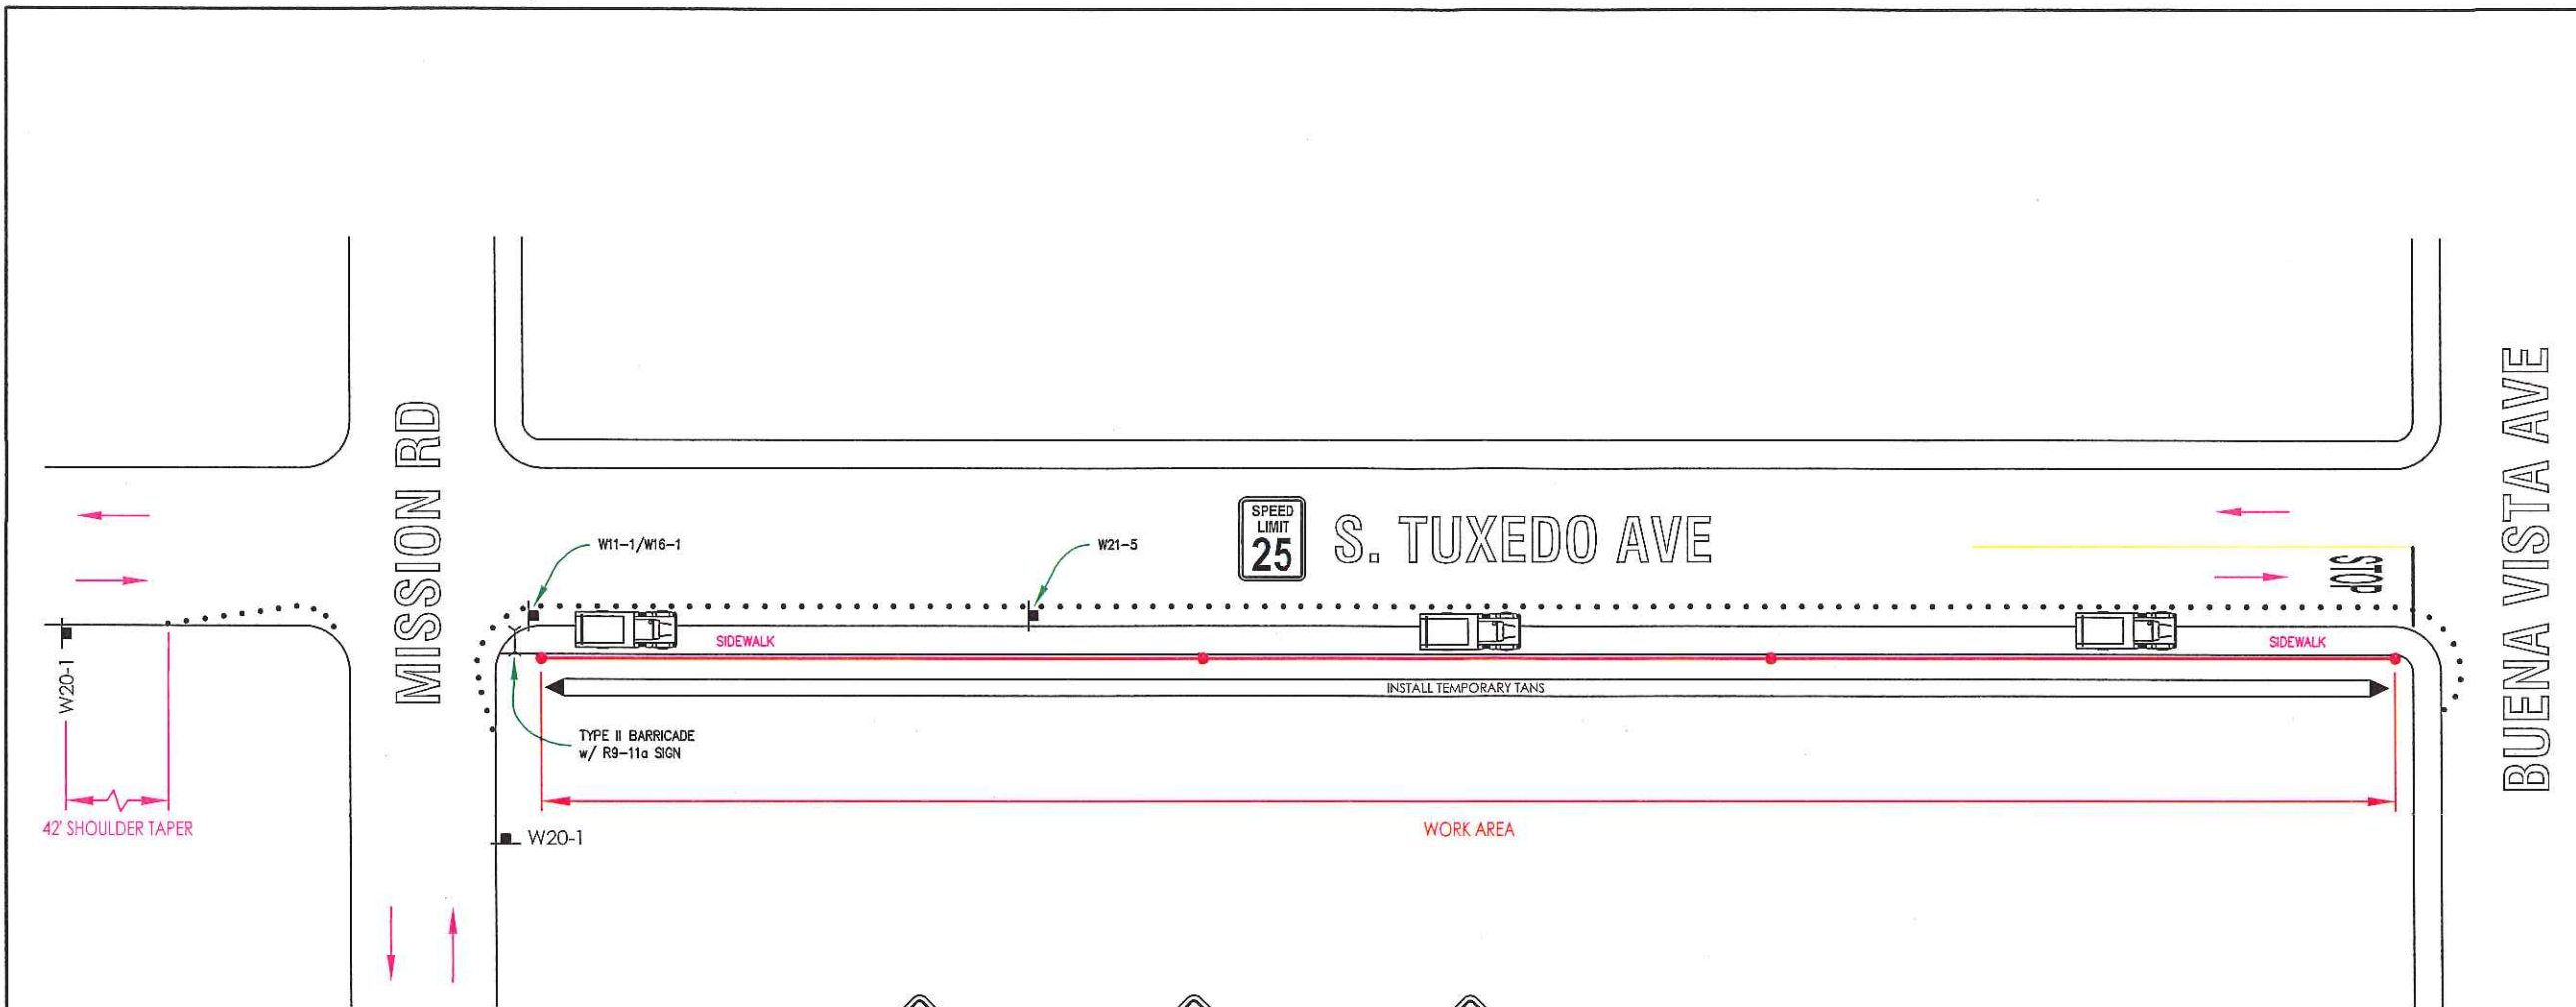 MISSION RD
BUENA VISTA AVE
SPEED
LIMIT
25
S. TUXEDO AVE
W11-1/W16-1
W21-5
STOP
SIDEWALK
SIDEWALK
W20-1
INSTALL TEMPORARY TANS
TYPE II BARRICADE
w/ R9-11a SIGN
42' SHOULDER TAPER
W20-1
WORK AREA